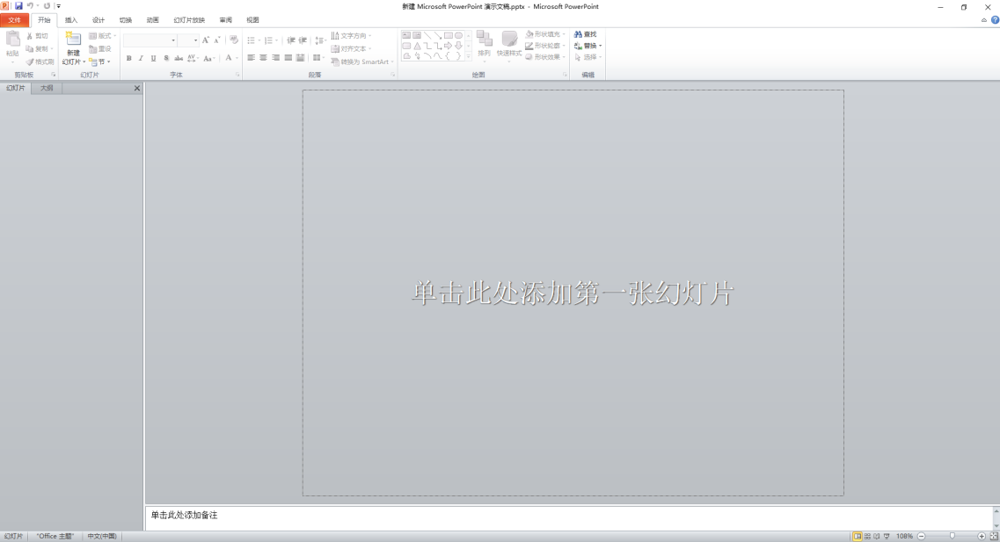 新建 Microsoft PowerPoint 演示文稿.pptx - Microsoft PowerPoint
文件 开始 插入 设计 切换 动画 幻灯片放映 审阅 视图
粘贴
剪切
复制
格式刷
剪贴板
新建
幻灯片
版式
重设
节
幻灯片
B I U S abc AV Aa A
字体
文字方向
对齐文本
转换为 SmartArt
段落
排列
快速样式
形状填充
形状轮廓
形状效果
绘图
查找
替换
选择
编辑
幻灯片 大纲
单击此处添加第一张幻灯片
单击此处添加备注
幻灯片 "Office 主题" 中文(中国) 108%